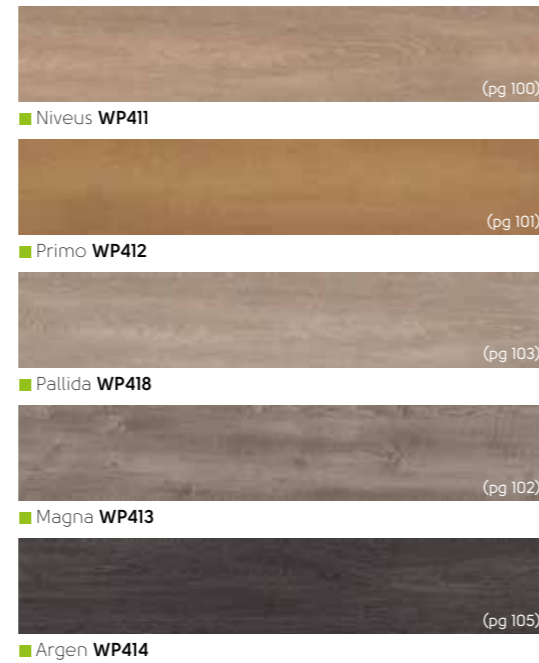 (pg 100)
Niveus WP411
(pg 101)
Primo WP412
(pg 103)
Pallida WP418
(pg 102)
Magna WP413
(pg 105)
Argen WP414